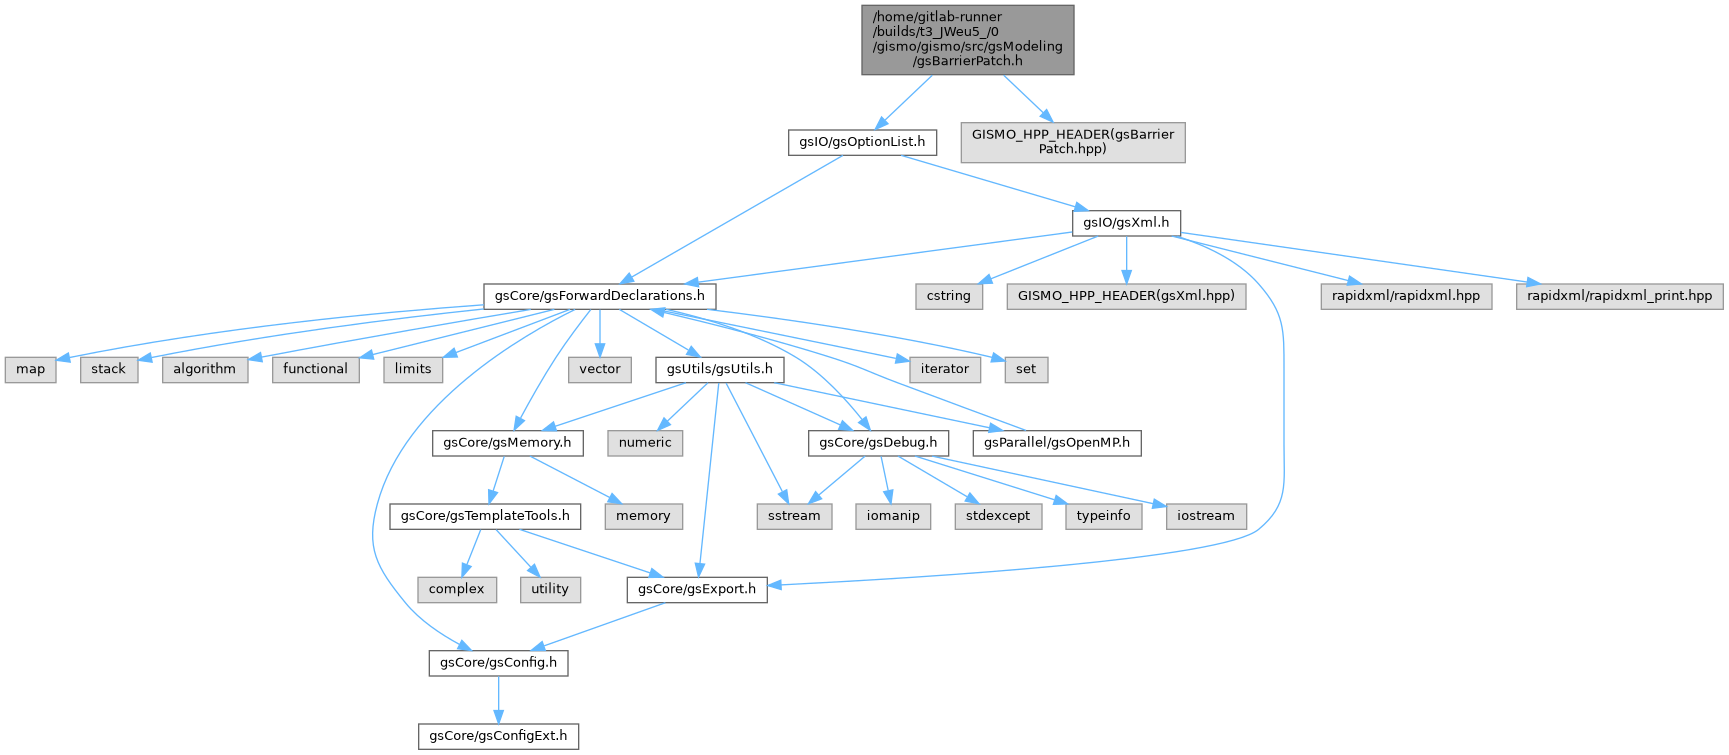 /home/gitlab-runner
/builds/t3_JWeu5_/0
/gismo/gismo/src/gsModeling
/gsBarrierPatch.h
gsIO/gsOptionList.h
GISMO_HPP_HEADER(gsBarrier
Patch.hpp)
gsIO/gsXml.h
gsCore/gsForwardDeclarations.h
cstring
GISMO_HPP_HEADER(gsXml.hpp)
rapidxml/rapidxml.hpp
rapidxml/rapidxml_print.hpp
map
stack
algorithm
functional
limits
vector
gsUtils/gsUtils.h
iterator
set
gsCore/gsMemory.h
numeric
gsCore/gsDebug.h
gsParallel/gsOpenMP.h
gsCore/gsTemplateTools.h
memory
sstream
iomanip
stdexcept
typeinfo
iostream
complex
utility
gsCore/gsExport.h
gsCore/gsConfig.h
gsCore/gsConfigExt.h